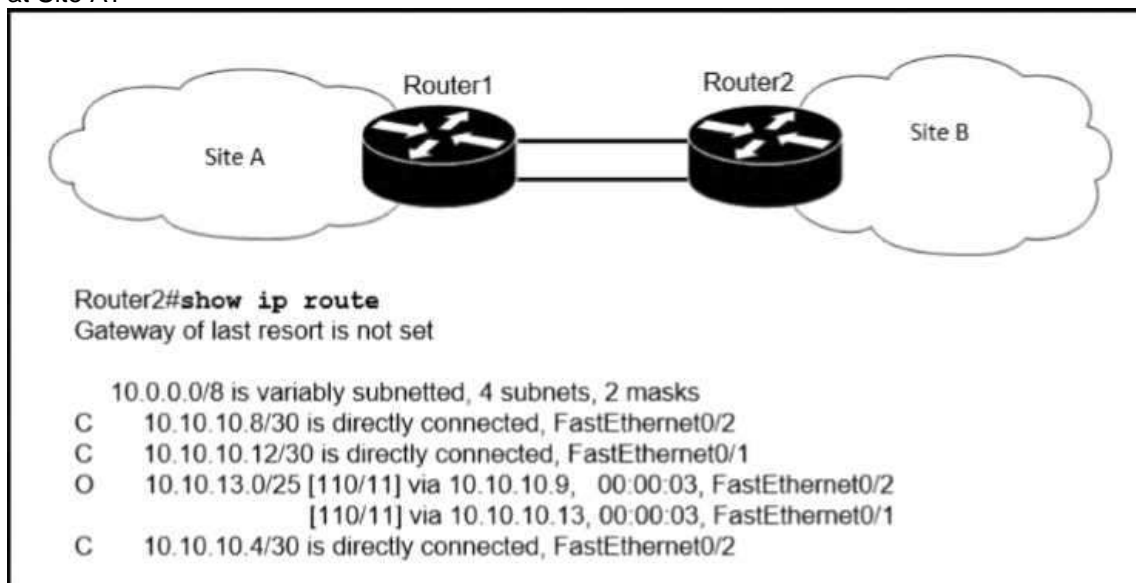 at Site A?
Router1
Router2
Site A
Site B
Router2#show ip route
Gateway of last resort is not set
10.0.0.0/8 is variably subnetted, 4 subnets, 2 masks
C 10.10.10.8/30 is directly connected, FastEthernet0/2
C 10.10.10.12/30 is directly connected, FastEthernet0/1
O 10.10.13.0/25 [110/11] via 10.10.10.9, 00:00:03, FastEthernet0/2
[110/11] via 10.10.10.13, 00:00:03, FastEthernet0/1
C 10.10.10.4/30 is directly connected, FastEthernet0/2